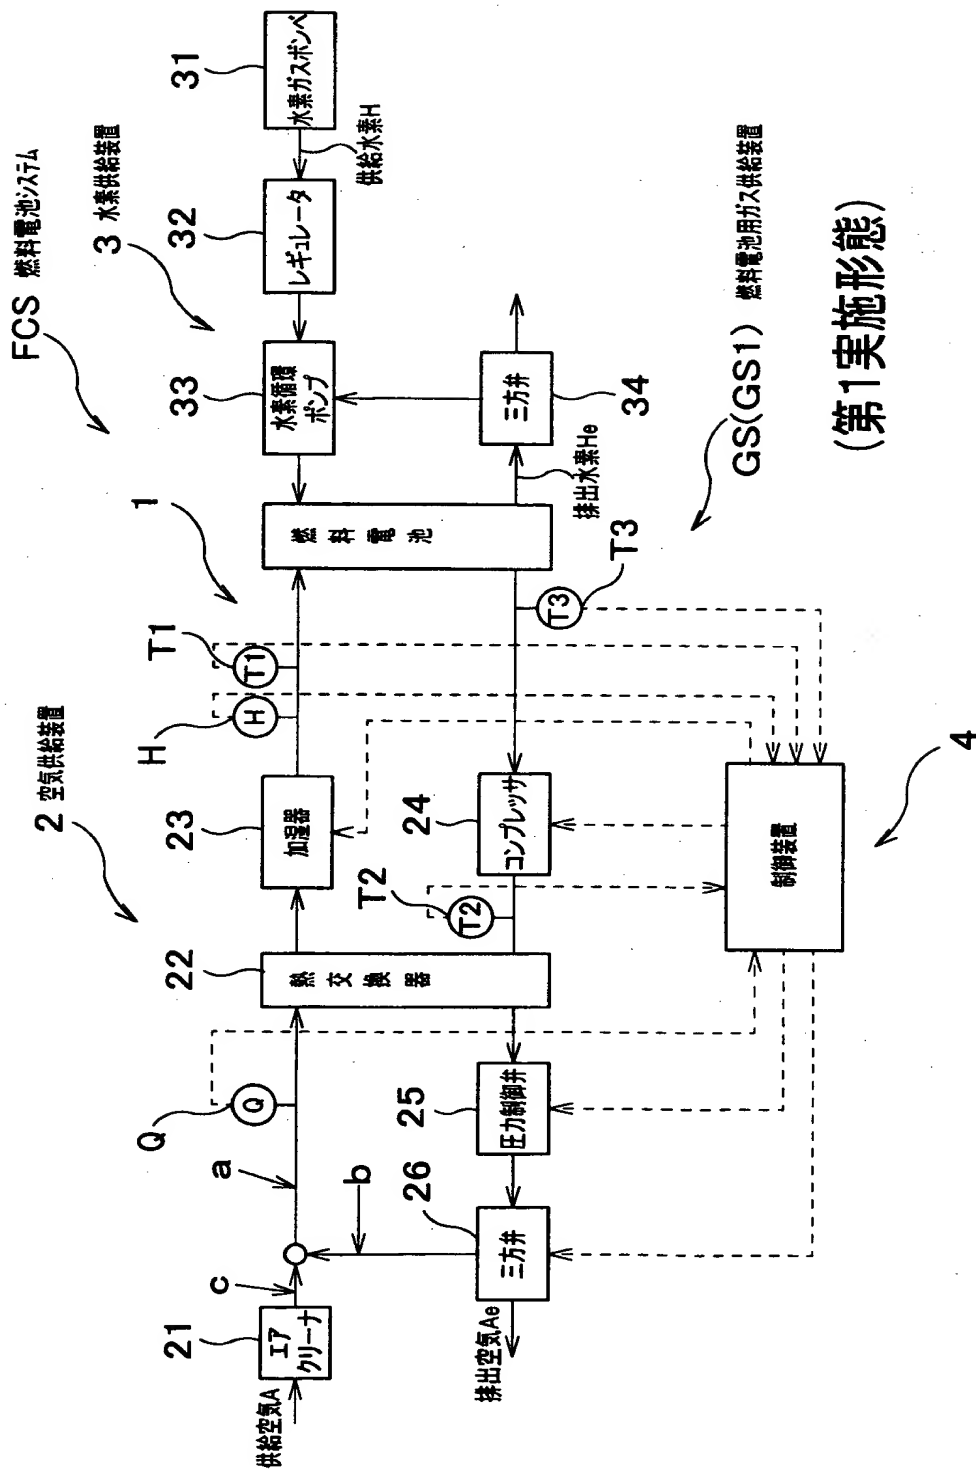 FCS 燃料電池システム
2 空気供給装置
3 水素供給装置
1
21
22
23
H
T1
33
32
31
Q
a
c
供給空気A
エア
クリーナ
熱交換器
加湿器
H
T1
燃料電池
水素循環
ポンプ
レギュレータ
水素ガスボンベ
供給水素H
Q
b
26
25
T2
24
排出空気Ae
三方弁
圧力制御弁
T2
コンプレッサ
T3
T3
排出水素He
三方弁
34
制御装置
4
GS(GS1) 燃料電池用ガス供給装置
(第1実施形態)